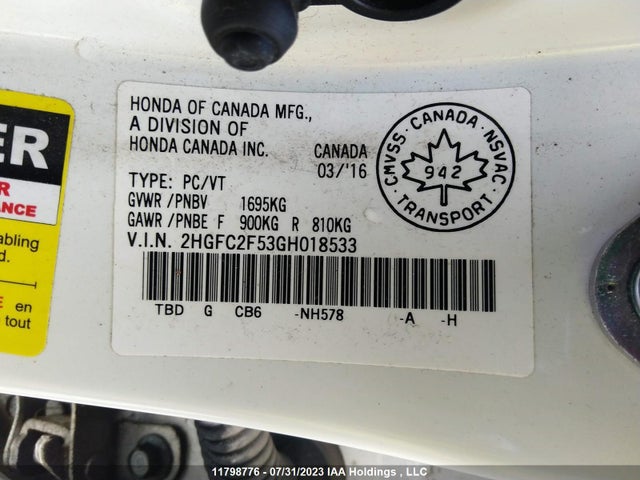 HONDA OF CANADA MFG.,
A DIVISION OF
HONDA CANADA INC.
CANADA
03/'16
TYPE: PC/VT
GVWR /PNBV 1695KG
GAWR /PNBE F 900KG R 810KG
V.I.N. 2HGFC2F53GH018533
TBD G CB6 -NH578 -A -H
CMVSS · CANADA · NSVAC
942
TRANSPORT
ER
R
NANCE
abling
d.
E en
tout
11798776 - 07/31/2023 IAA Holdings , LLC